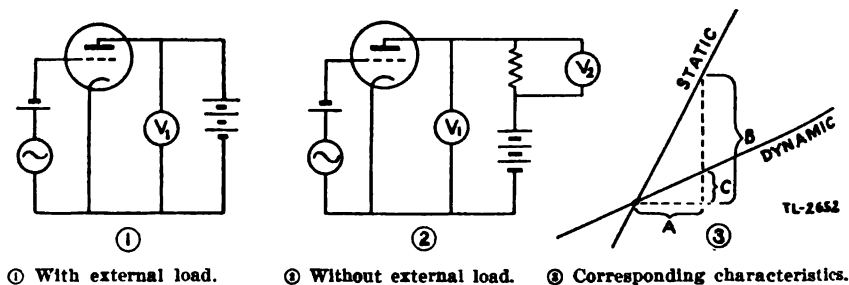 V1
V1
V2
STATIC
DYNAMIC
A
B
C
TL-2652
①
②
③
① With external load.
② Without external load.
③ Corresponding characteristics.